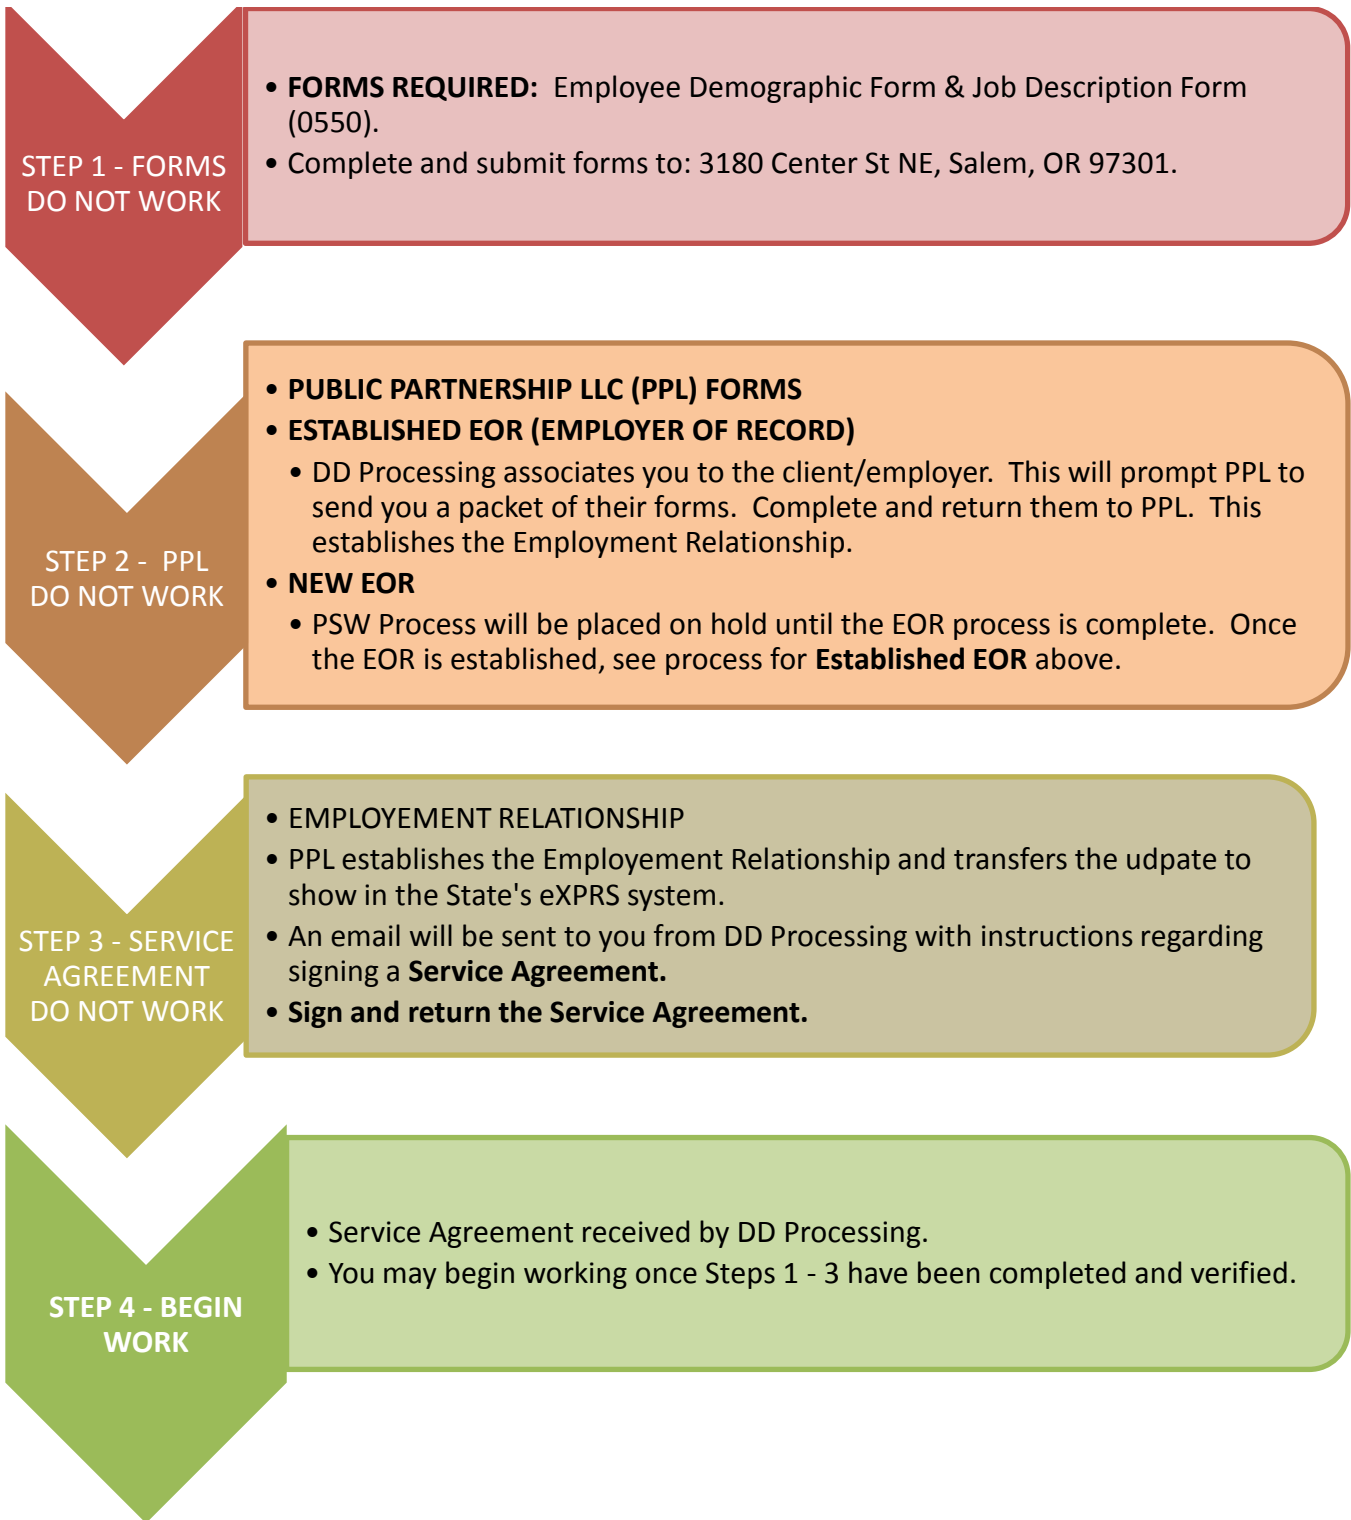 STEP 1 - FORMS
DO NOT WORK
• FORMS REQUIRED:  Employee Demographic Form & Job Description Form
(0550).
• Complete and submit forms to: 3180 Center St NE, Salem, OR 97301.
STEP 2 -  PPL
DO NOT WORK
• PUBLIC PARTNERSHIP LLC (PPL) FORMS
• ESTABLISHED EOR (EMPLOYER OF RECORD)
• DD Processing associates you to the client/employer.  This will prompt PPL to
send you a packet of their forms.  Complete and return them to PPL.  This
establishes the Employment Relationship.
• NEW EOR
• PSW Process will be placed on hold until the EOR process is complete.  Once
the EOR is established, see process for Established EOR above.
STEP 3 - SERVICE
AGREEMENT
DO NOT WORK
• EMPLOYEMENT RELATIONSHIP
• PPL establishes the Employement Relationship and transfers the udpate to
show in the State's eXPRS system.
• An email will be sent to you from DD Processing with instructions regarding
signing a Service Agreement.
• Sign and return the Service Agreement.
STEP 4 - BEGIN
WORK
• Service Agreement received by DD Processing.
• You may begin working once Steps 1 - 3 have been completed and verified.